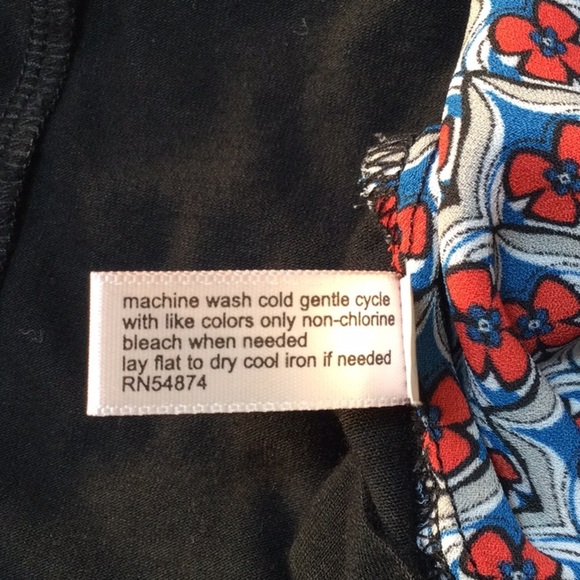 machine wash cold gentle cycle
with like colors only non-chlorine
bleach when needed
lay flat to dry cool iron if needed
RN54874